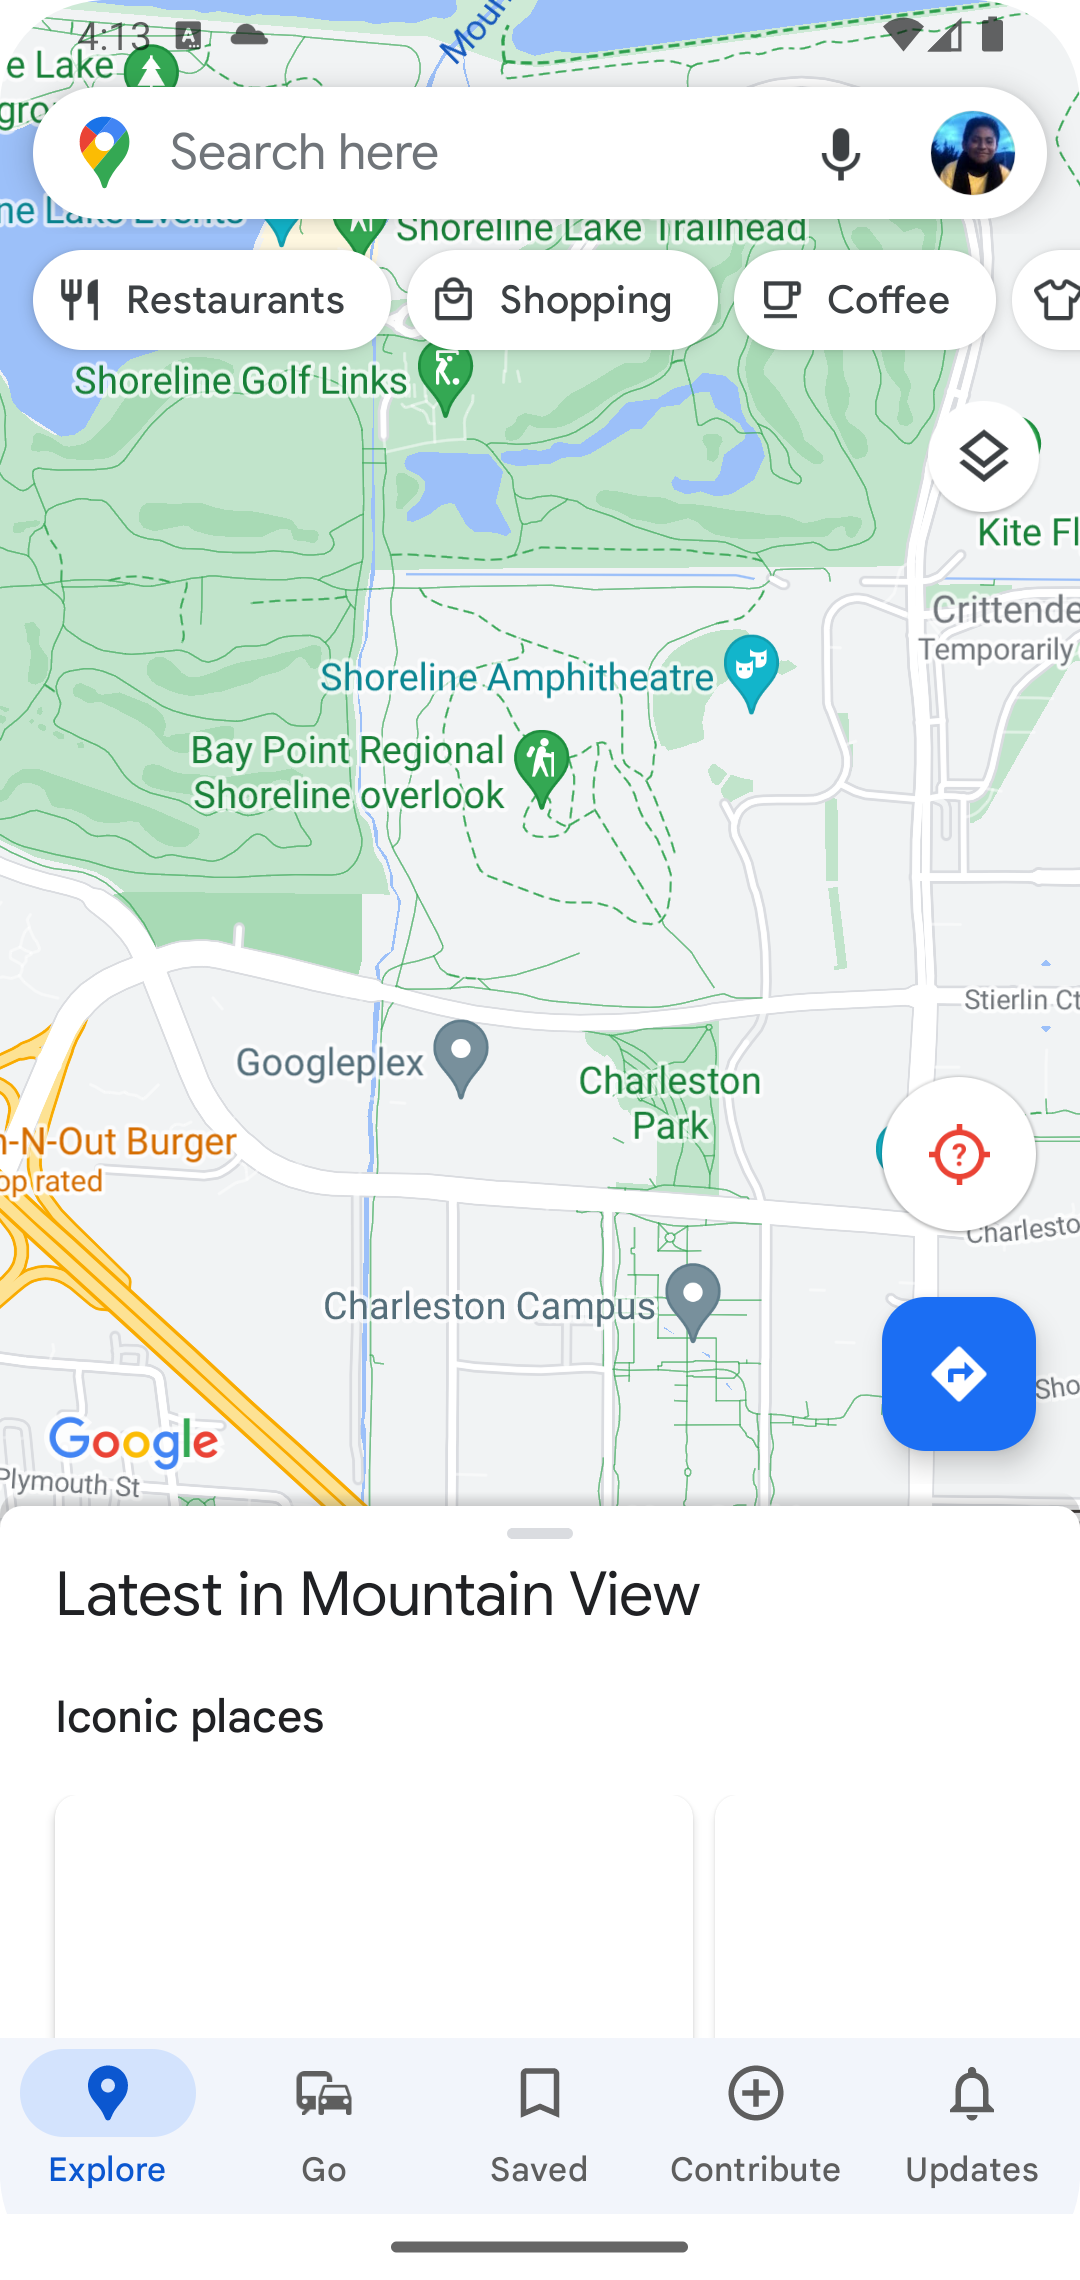 4:13
e Lake
Moun
Search here
Shoreline Lake Trailhead
Restaurants
Shopping
Coffee
Shoreline Golf Links
Kite Fl
Crittende
Temporarily
Shoreline Amphitheatre
Bay Point Regional
Shoreline overlook
Stierlin Ct
Googleplex
Charleston
Park
n-N-Out Burger
op rated
Charlesto
Charleston Campus
Sho
Google
Plymouth St
Latest in Mountain View
Iconic places
Explore
Go
Saved
Contribute
Updates